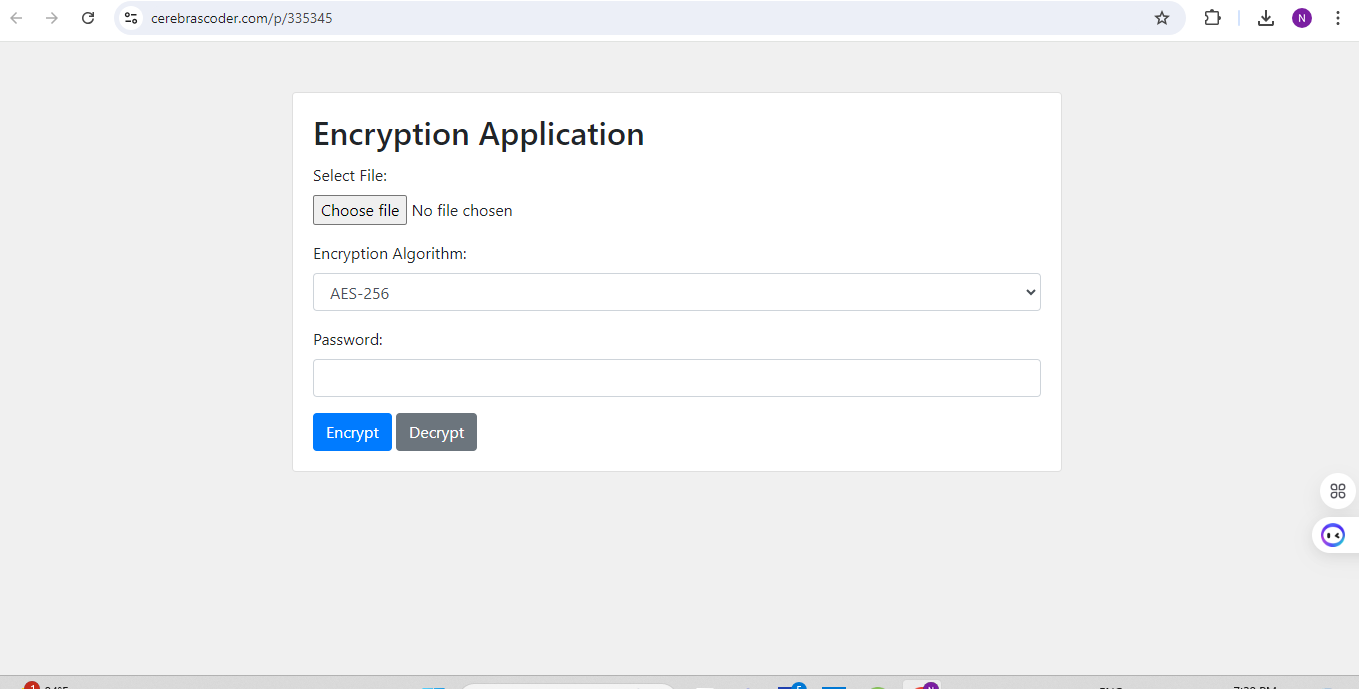 cerebrascoder.com/p/335345
N
Encryption Application
Select File:
Choose file No file chosen
Encryption Algorithm:
AES-256
Password:
Encrypt Decrypt